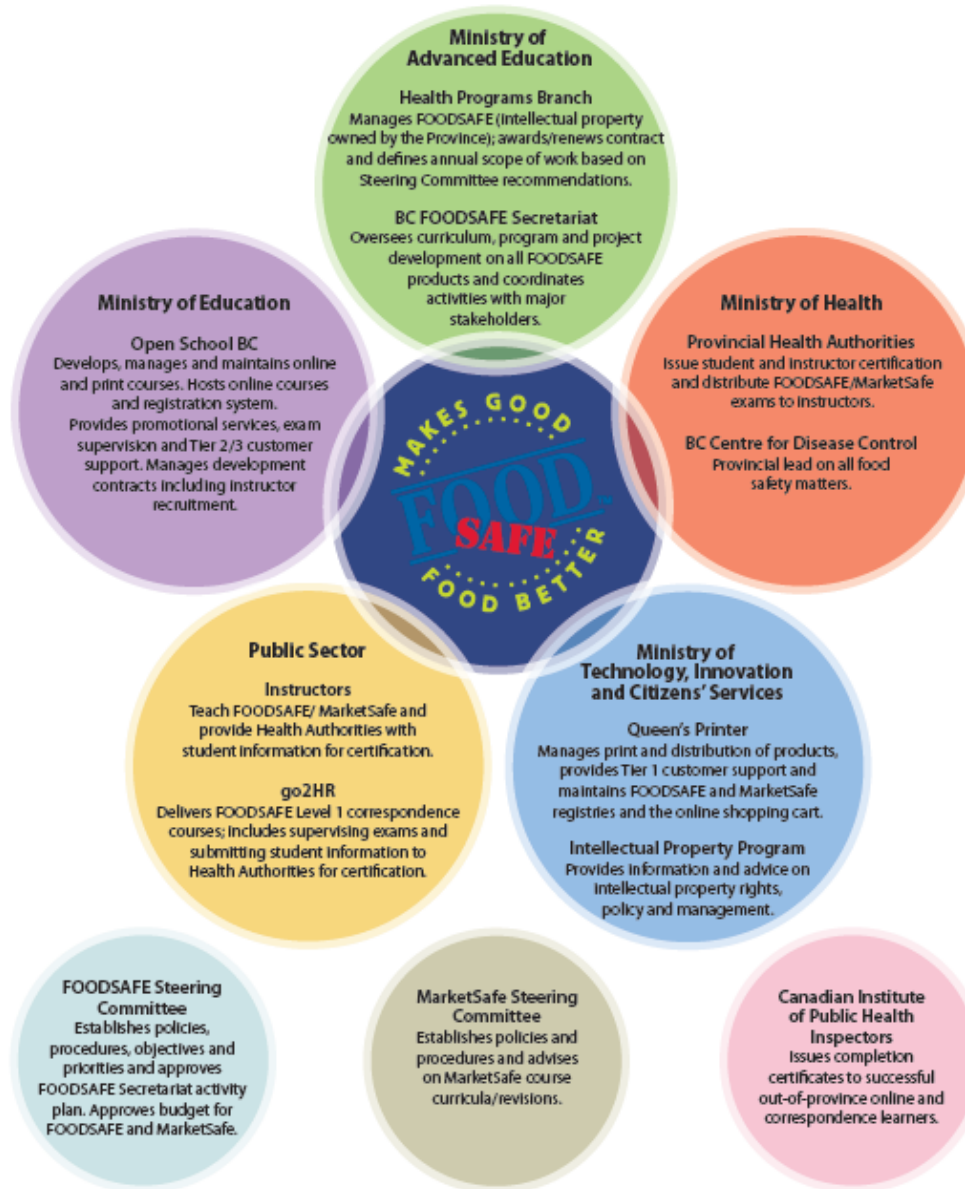 Ministry of
Advanced Education
Health Programs Branch
Manages FOODSAFE (intellectual property
owned by the Province); awards/renews contract
and defines annual scope of work based on
Steering Committee recommendations.
BC FOODSAFE Secretariat
Oversees curriculum, program and project
development on all FOODSAFE
products and coordinates
activities with major
stakeholders.
Ministry of Education
Open School BC
Develops, manages and maintains online
and print courses. Hosts online courses
and registration system.
Provides promotional services, exam
supervision and Tier 2/3 customer
support. Manages development
contracts including instructor
recruitment.
Ministry of Health
Provincial Health Authorities
Issue student and instructor certification
and distribute FOODSAFE/MarketSafe
exams to instructors.
BC Centre for Disease Control
Provincial lead on all food
safety matters.
MAKES GOOD
FOOD™
SAFE
FOOD BETTER
Public Sector
Instructors
Teach FOODSAFE/ MarketSafe and
provide Health Authorities with
student information for certification.
go2HR
Delivers FOODSAFE Level 1 correspondence
courses; includes supervising exams and
submitting student information to
Health Authorities for certification.
Ministry of
Technology, Innovation
and Citizens' Services
Queen's Printer
Manages print and distribution of products,
provides Tier 1 customer support and
maintains FOODSAFE and MarketSafe
registries and the online shopping cart.
Intellectual Property Program
Provides information and advice on
intellectual property rights,
policy and management.
FOODSAFE Steering
Committee
Establishes policies,
procedures, objectives and
priorities and approves
FOODSAFE Secretariat activity
plan. Approves budget for
FOODSAFE and MarketSafe.
MarketSafe Steering
Committee
Establishes policies and
procedures and advises
on MarketSafe course
curricula/revisions.
Canadian Institute
of Public Health
Inspectors
Issues completion
certificates to successful
out-of-province online and
correspondence learners.